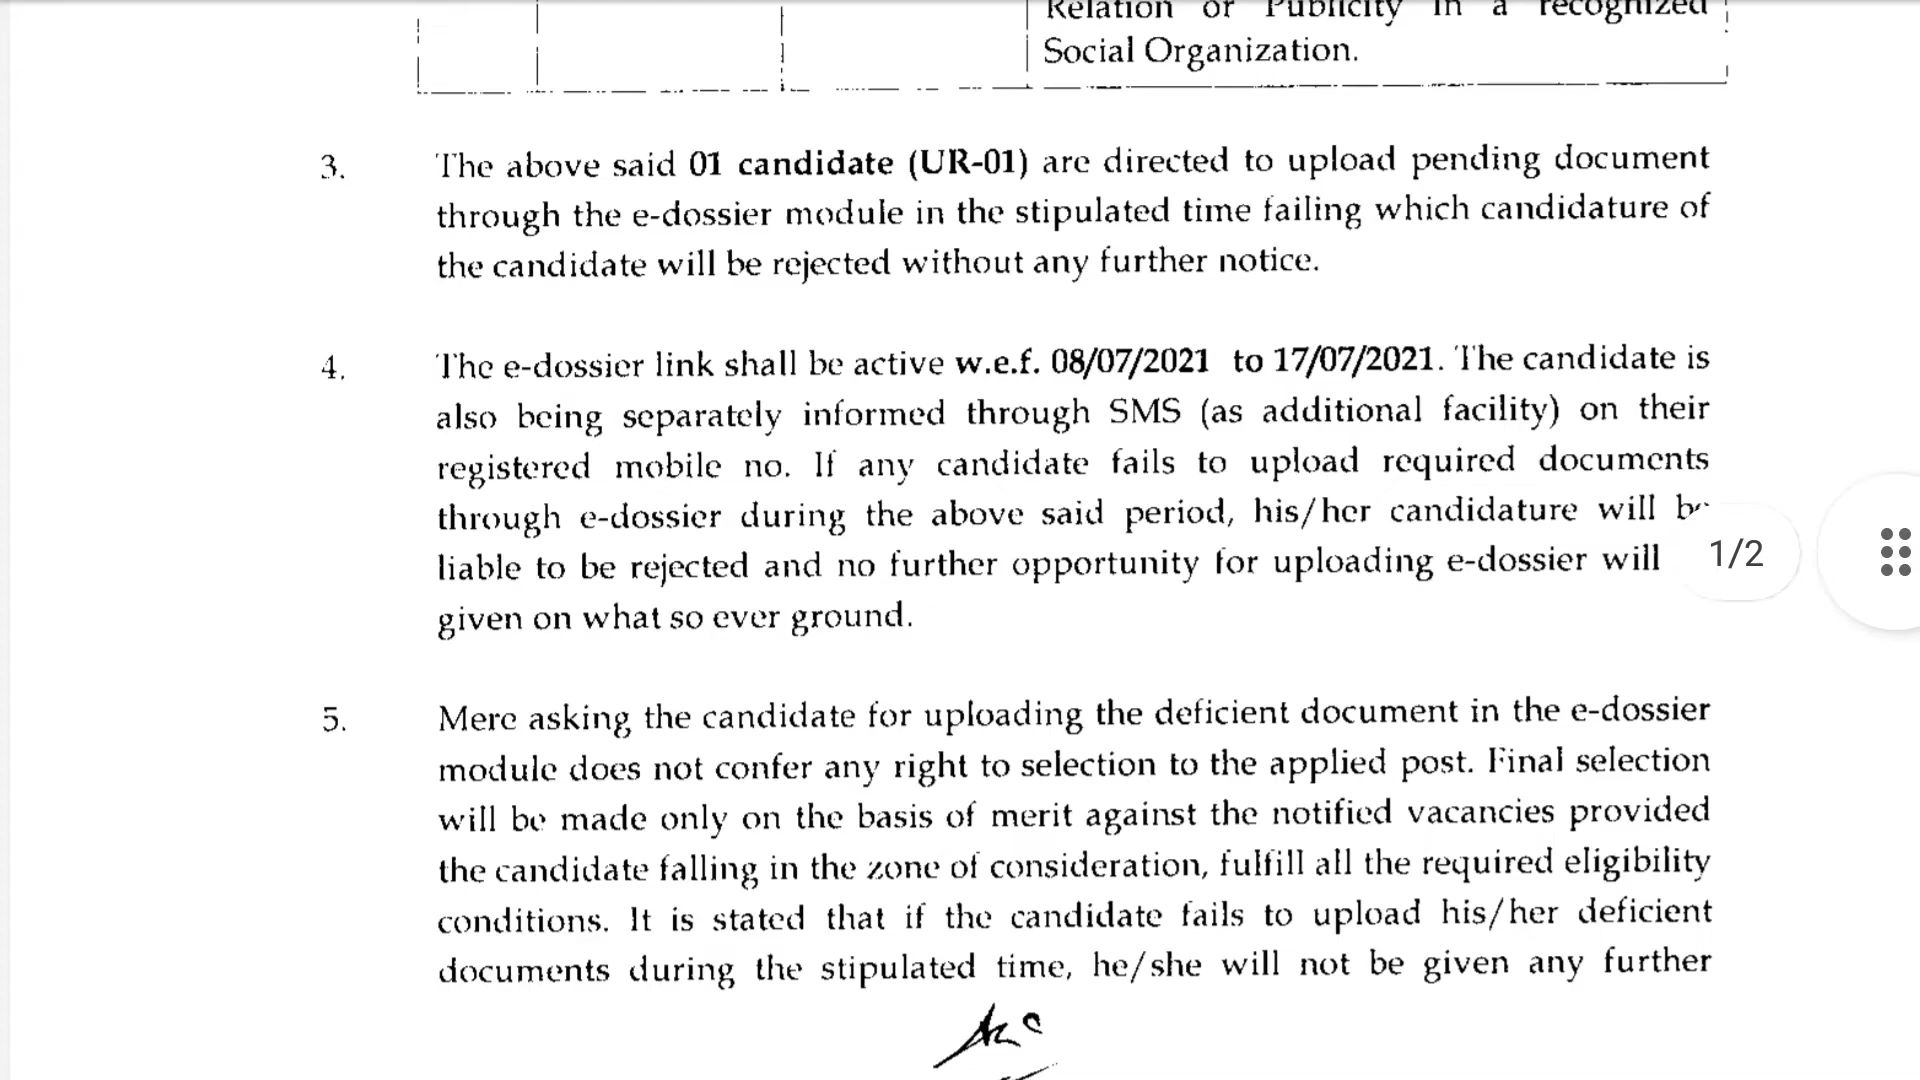 Relation or Publicity in a recognized
Social Organization.
3. The above said 01 candidate (UR-01) are directed to upload pending document
through the e-dossier module in the stipulated time failing which candidature of
the candidate will be rejected without any further notice.
4. The e-dossier link shall be active w.e.f. 08/07/2021 to 17/07/2021. The candidate is
also being separately informed through SMS (as additional facility) on their
registered mobile no. If any candidate fails to upload required documents
through e-dossier during the above said period, his/her candidature will be
liable to be rejected and no further opportunity for uploading e-dossier will
given on what so ever ground.
1/2
5. Mere asking the candidate for uploading the deficient document in the e-dossier
module does not confer any right to selection to the applied post. Final selection
will be made only on the basis of merit against the notified vacancies provided
the candidate falling in the zone of consideration, fulfill all the required eligibility
conditions. It is stated that if the candidate fails to upload his/her deficient
documents during the stipulated time, he/she will not be given any further